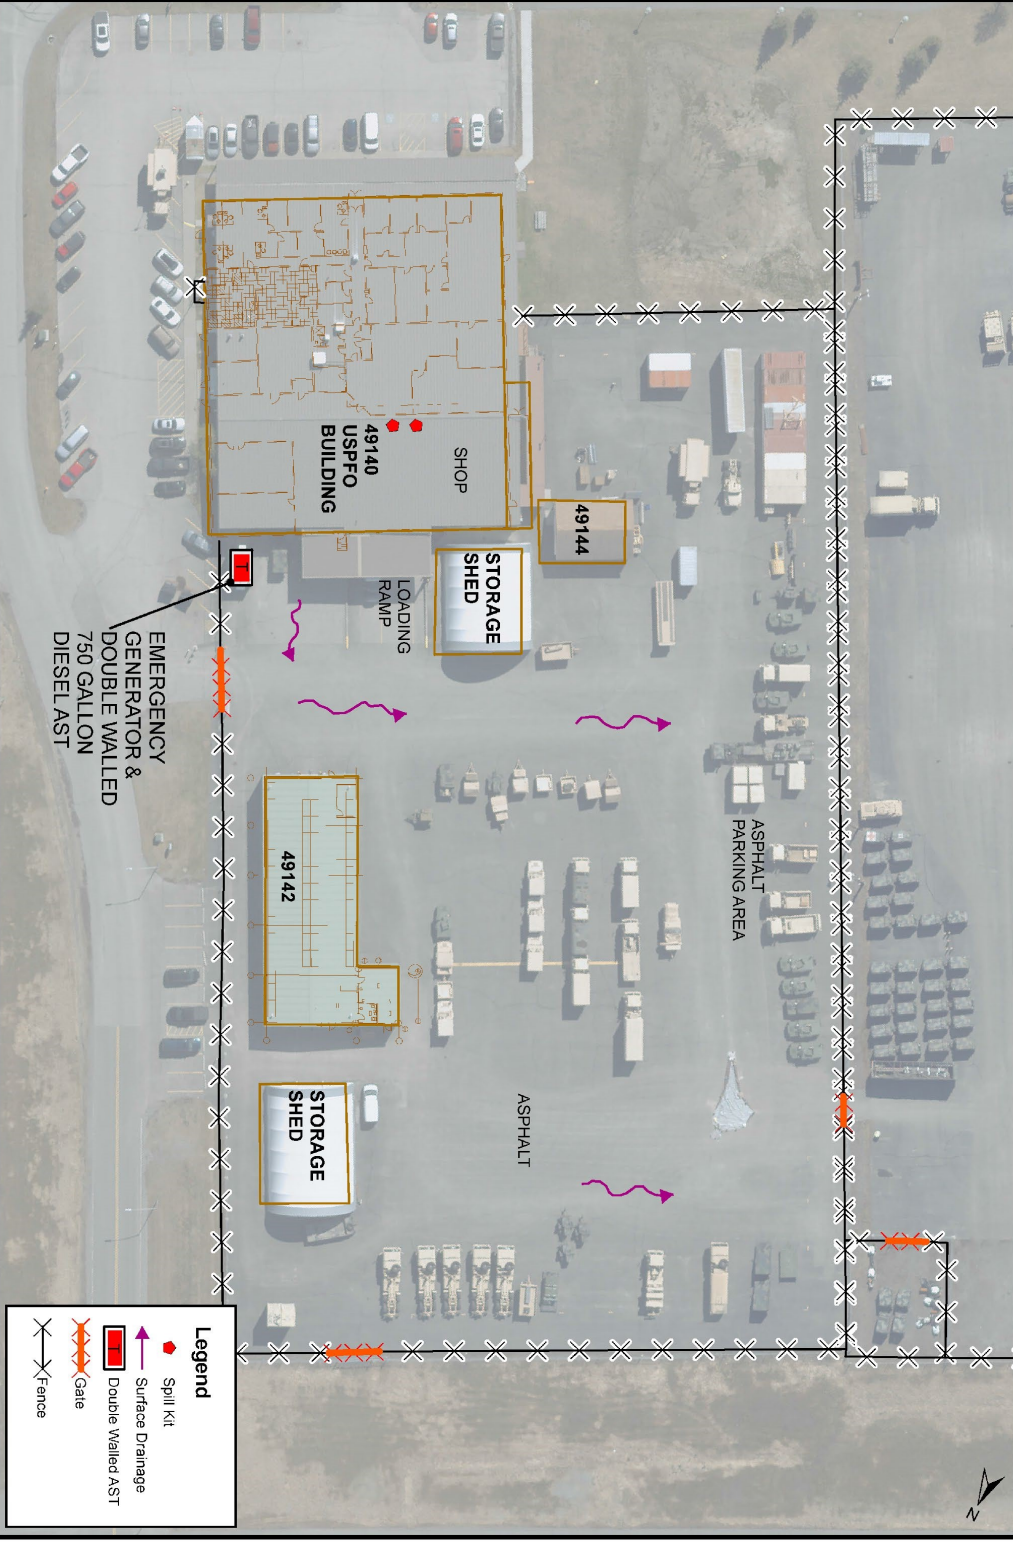 49140
USPFO
BUILDING
SHOP
49144
STORAGE
SHED
LOADING
RAMP
EMERGENCY
GENERATOR &
DOUBLE WALLED
750 GALLON
DIESEL AST
T
49142
ASPHALT
PARKING AREA
STORAGE
SHED
ASPHALT
Legend
Spill Kit
Surface Drainage
T
Double Walled AST
Gate
Fence
N